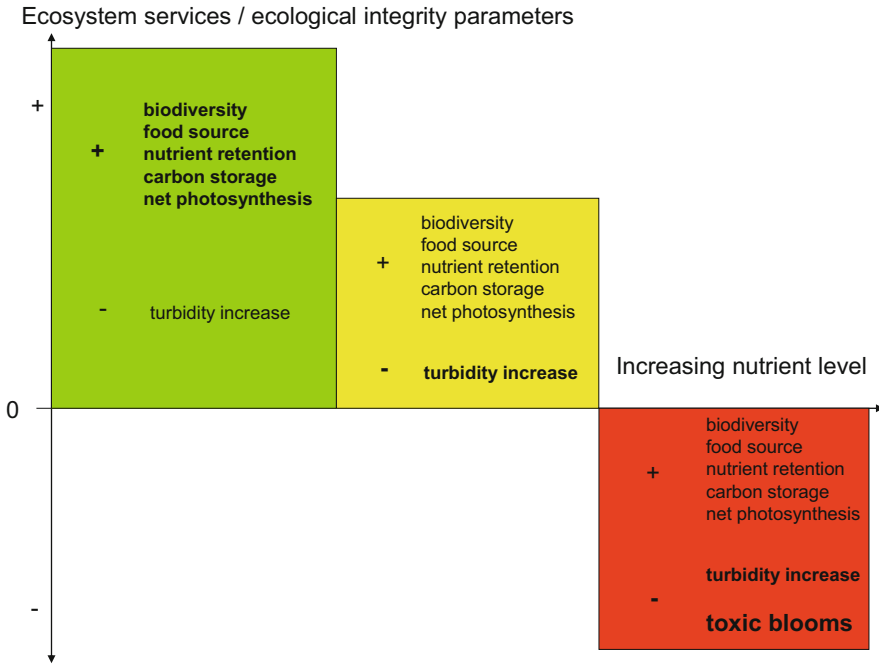 Ecosystem services / ecological integrity parameters
+
+
biodiversity
food source
nutrient retention
carbon storage
net photosynthesis
-
turbidity increase
+
biodiversity
food source
nutrient retention
carbon storage
net photosynthesis
-
turbidity increase
Increasing nutrient level
0
+
biodiversity
food source
nutrient retention
carbon storage
net photosynthesis
-
turbidity increase
toxic blooms
-